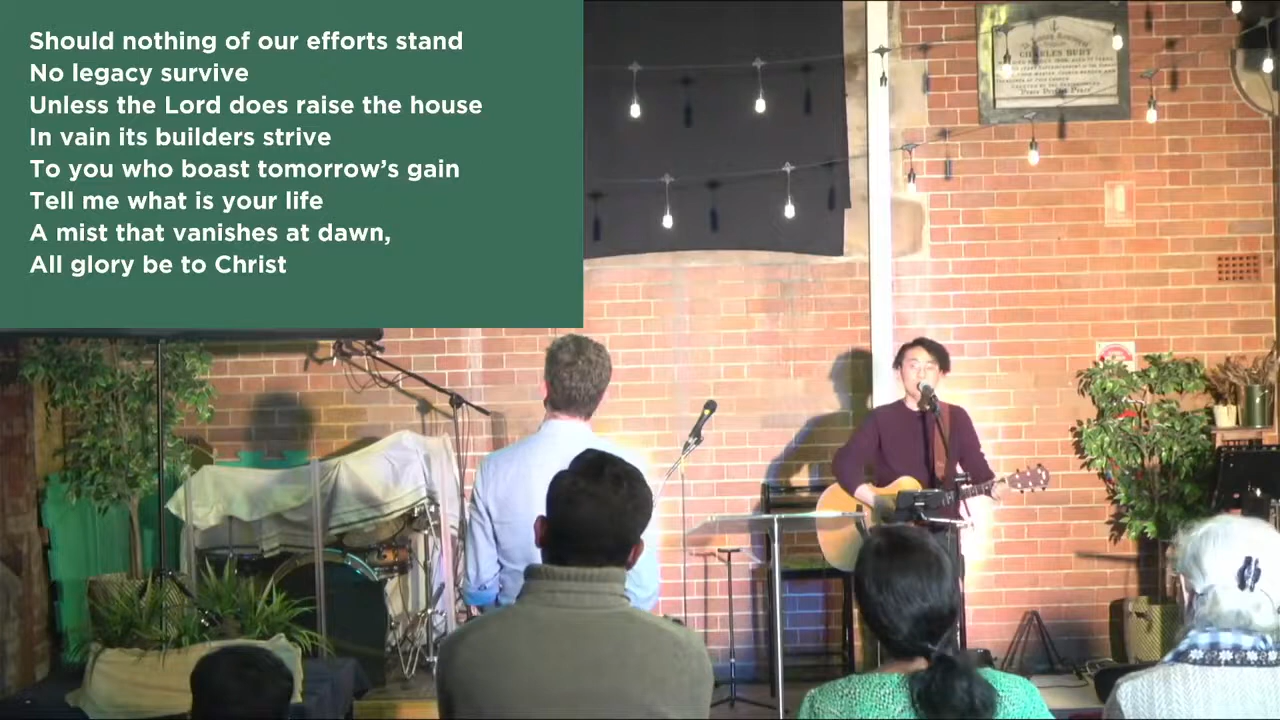 Should nothing of our efforts stand
No legacy survive
Unless the Lord does raise the house
In vain its builders strive
To you who boast tomorrow’s gain
Tell me what is your life
A mist that vanishes at dawn,
All glory be to Christ
CHARLES RUDY